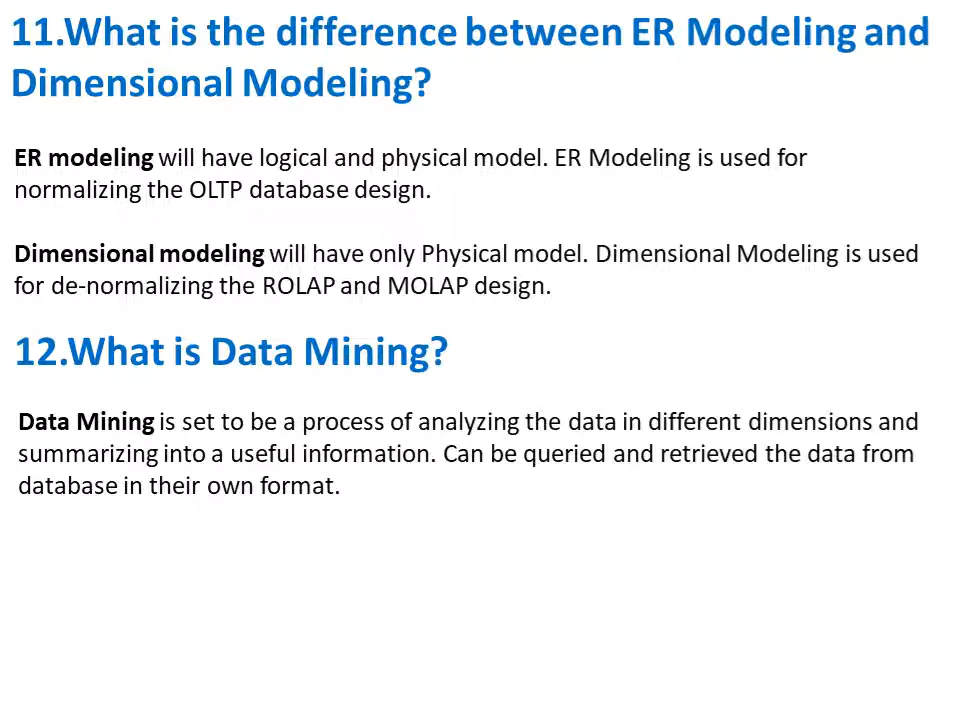 11.What is the difference between ER Modeling and
Dimensional Modeling?
ER modeling will have logical and physical model. ER Modeling is used for
normalizing the OLTP database design.
Dimensional modeling will have only Physical model. Dimensional Modeling is used
for de-normalizing the ROLAP and MOLAP design.
12.What is Data Mining?
Data Mining is set to be a process of analyzing the data in different dimensions and
summarizing into a useful information. Can be queried and retrieved the data from
database in their own format.